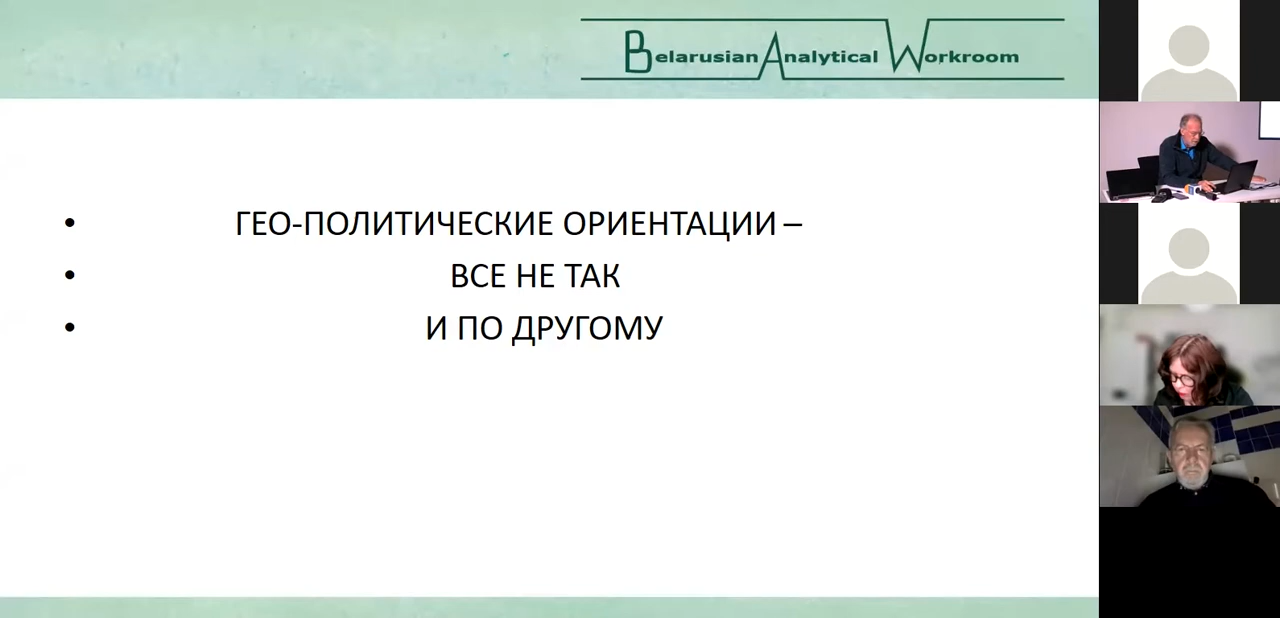 Belarusian Analytical Workroom
• ГЕО-ПОЛИТИЧЕСКИЕ ОРИЕНТАЦИИ –
• ВСЕ НЕ ТАК
• И ПО ДРУГОМУ